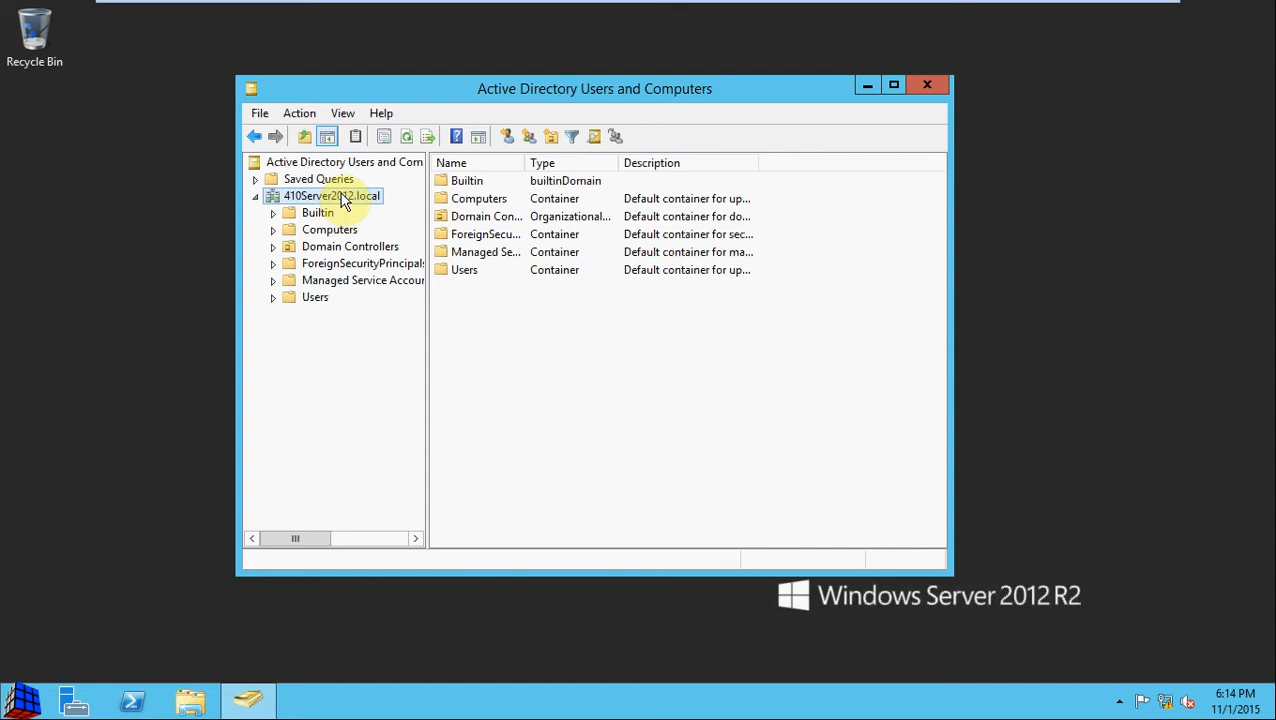 Recycle Bin
Active Directory Users and Computers
File Action View Help
Active Directory Users and Com
Saved Queries
410Server2012.local
Builtin
Computers
Domain Controllers
ForeignSecurityPrincipals
Managed Service Accour
Users
Name Type Description
Builtin builtinDomain
Computers Container Default container for up...
Domain Con... Organizational... Default container for do...
ForeignSecu... Container Default container for sec...
Managed Se... Container Default container for ma...
Users Container Default container for up...
Windows Server 2012 R2
6:14 PM
11/1/2015